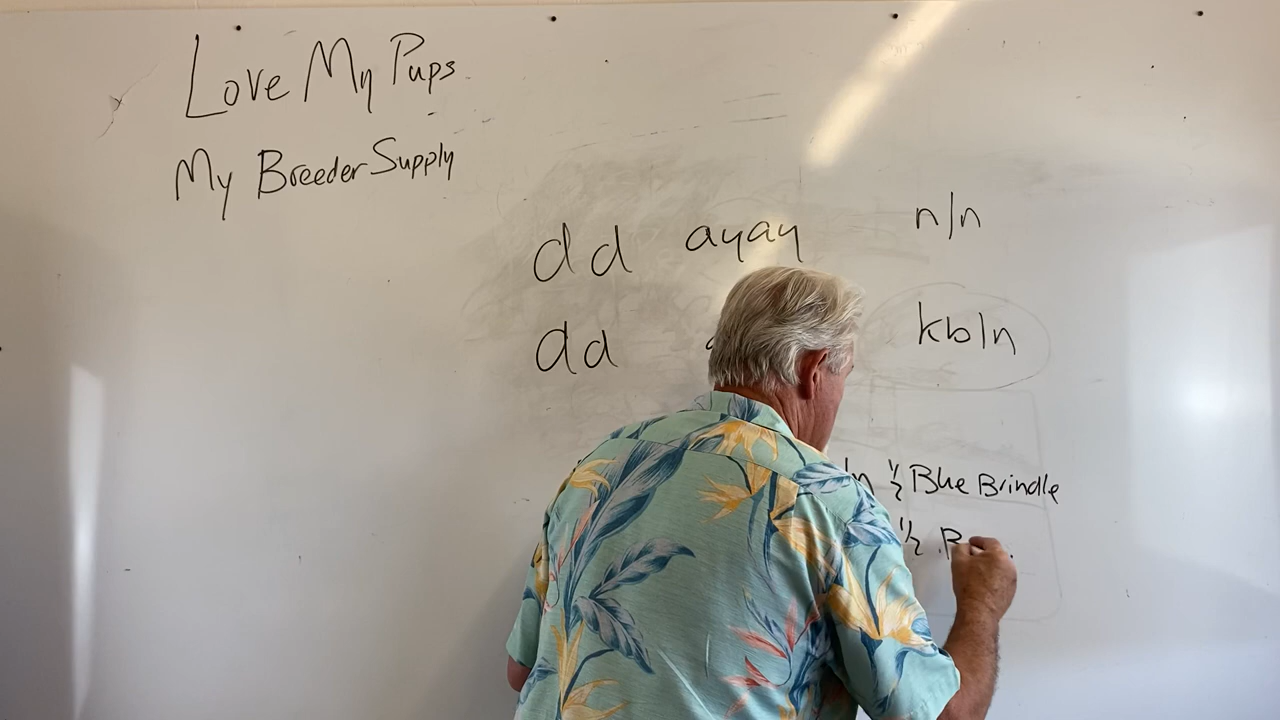 Love My Pups
My Breeder Supply
dd ayay n/n
dd kb/n
1/2 Blue Brindle
1/2